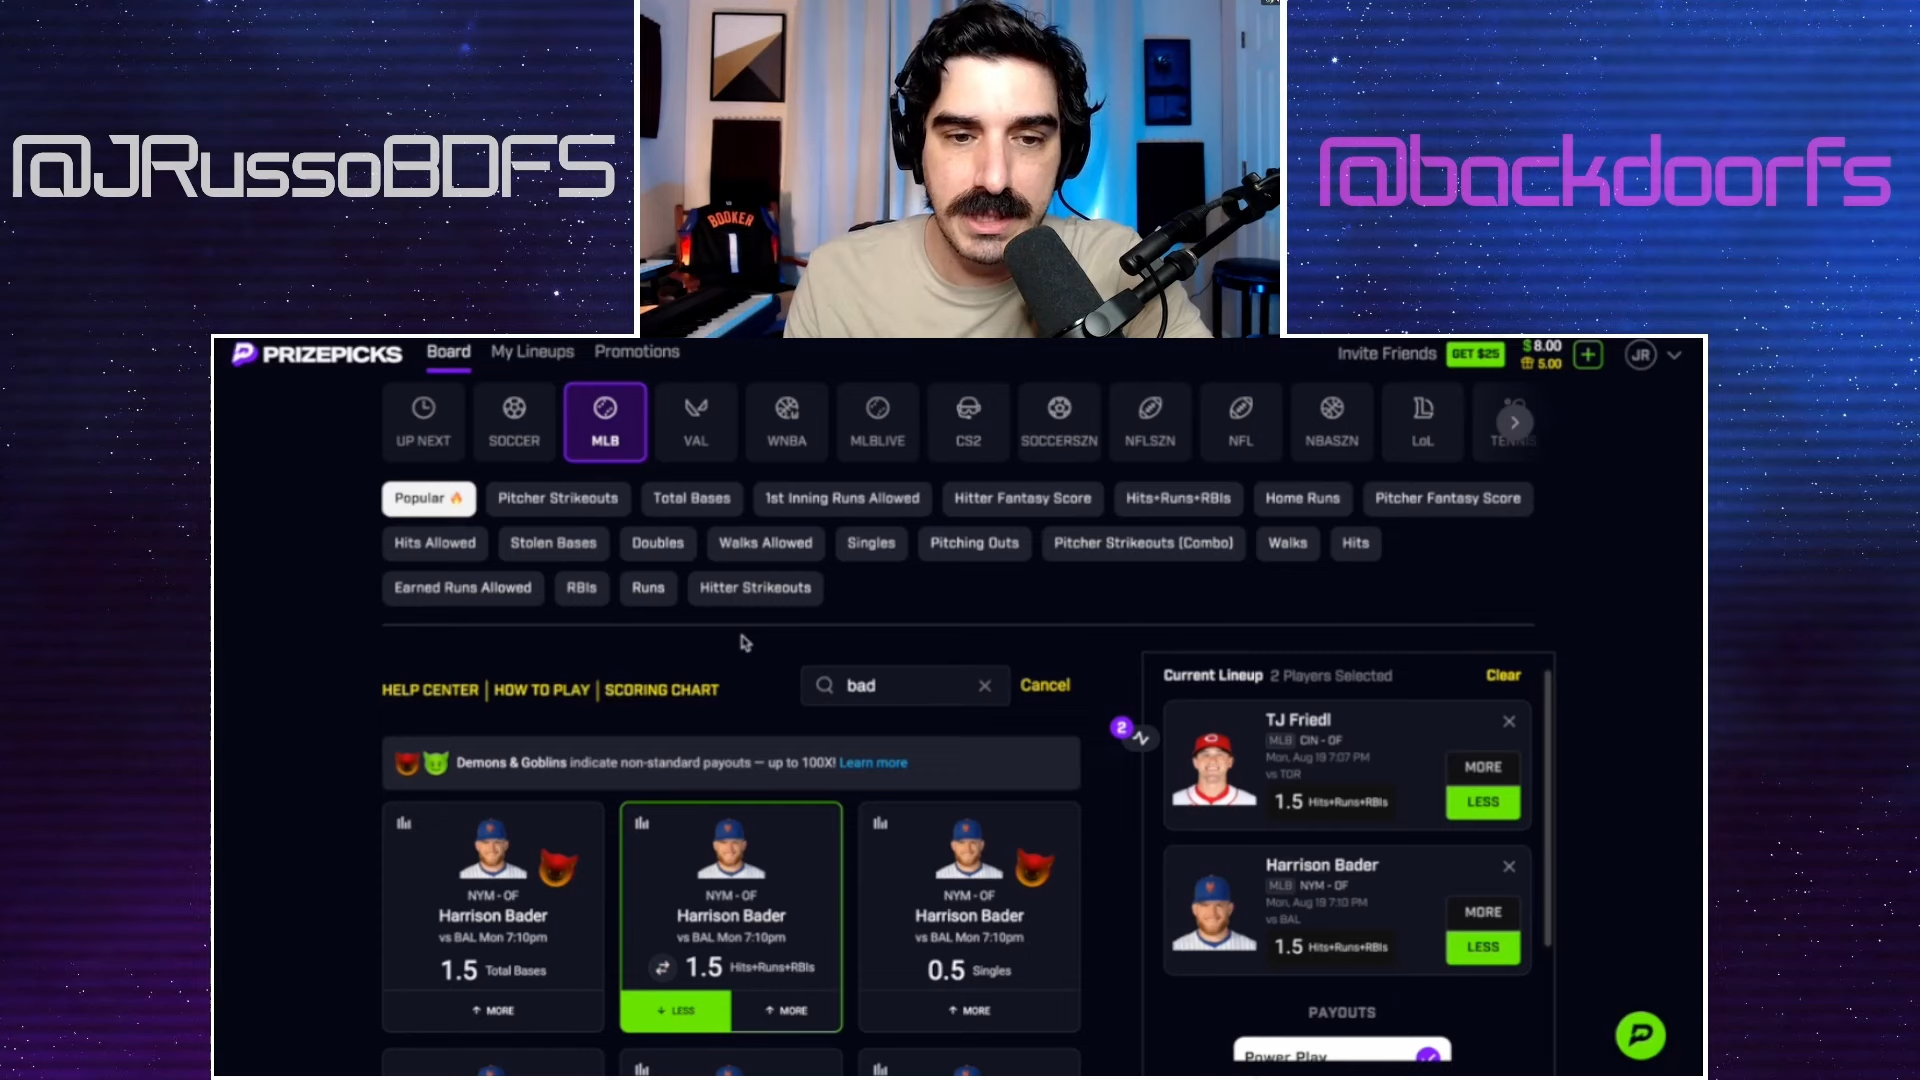 @JRussoBDFS
BOOKER
1
@backdoorfs
PRIZEPICKS
Board
My Lineups
Promotions
Invite Friends
GET $25
$8.00
5.00
JR
UP NEXT
SOCCER
MLB
VAL
WNBA
MLBLIVE
CS2
SOCCERSZN
NFLSZN
NFL
NBASZN
LoL
TENNIS
Popular
Pitcher Strikeouts
Total Bases
1st Inning Runs Allowed
Hitter Fantasy Score
Hits+Runs+RBIs
Home Runs
Pitcher Fantasy Score
Hits Allowed
Stolen Bases
Doubles
Walks Allowed
Singles
Pitching Outs
Pitcher Strikeouts (Combo)
Walks
Hits
Earned Runs Allowed
RBIs
Runs
Hitter Strikeouts
HELP CENTER | HOW TO PLAY | SCORING CHART
bad
Cancel
Demons & Goblins indicate non-standard payouts — up to 100X! Learn more
NYM - OF
Harrison Bader
vs BAL Mon 7:10pm
1.5 Total Bases
MORE
NYM - OF
Harrison Bader
vs BAL Mon 7:10pm
1.5 Hits+Runs+RBIs
LESS
MORE
NYM - OF
Harrison Bader
vs BAL Mon 7:10pm
0.5 Singles
MORE
2
Current Lineup 2 Players Selected
Clear
TJ Friedl
MLB CIN - OF
Mon, Aug 19 7:07 PM
vs TOR
1.5 Hits+Runs+RBIs
MORE
LESS
Harrison Bader
MLB NYM - OF
Mon, Aug 19 7:10 PM
vs BAL
1.5 Hits+Runs+RBIs
MORE
LESS
PAYOUTS
Power Play